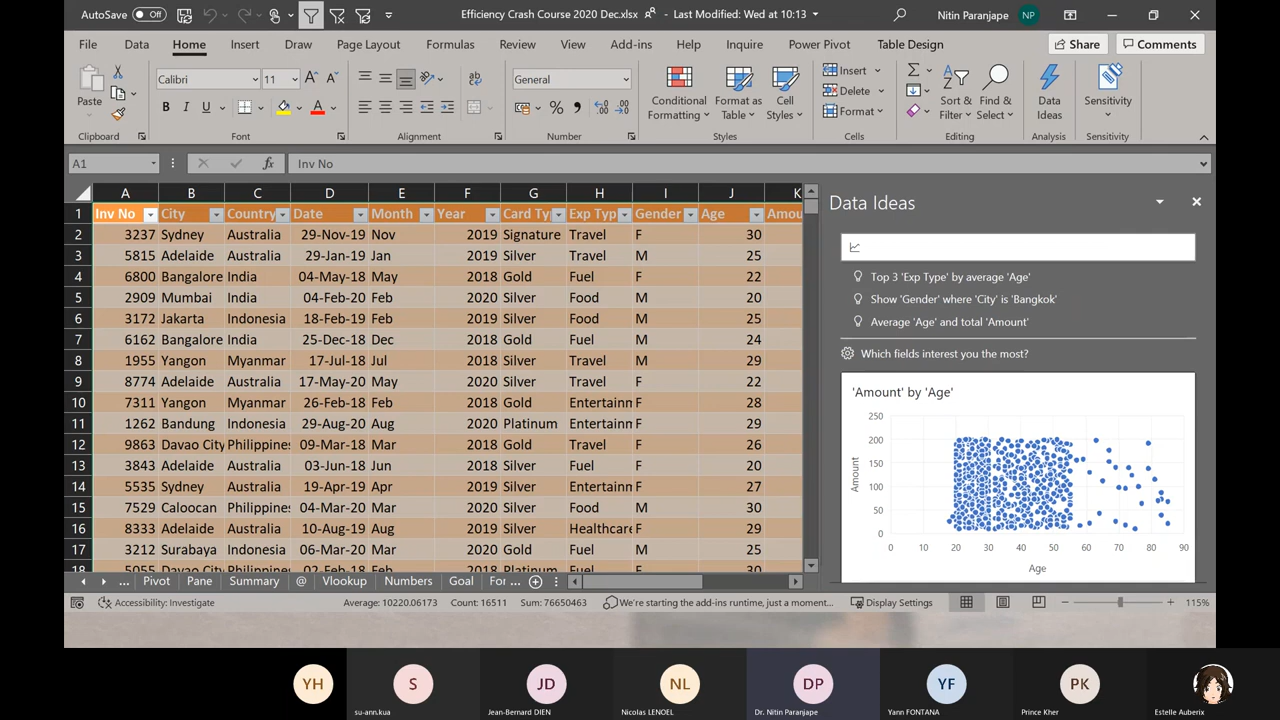 AutoSave Off Efficiency Crash Course 2020 Dec.xlsx - Last Modified: Wed at 10:13 Nitin Paranjape NP
File Data Home Insert Draw Page Layout Formulas Review View Add-ins Help Inquire Power Pivot Table Design Share Comments
Paste Calibri 11 General Conditional Formatting Format as Table Cell Styles Insert Delete Format Sort & Filter Find & Select Data Ideas Sensitivity
Clipboard Font Alignment Number Styles Cells Editing Analysis Sensitivity
A1 fx Inv No
A B C D E F G H I J K
1 Inv No City Country Date Month Year Card Ty Exp Typ Gender Age Amou
2 3237 Sydney Australia 29-Nov-19 Nov 2019 Signature Travel F 30
3 5815 Adelaide Australia 29-Jan-19 Jan 2019 Silver Travel M 25
4 6800 Bangalore India 04-May-18 May 2018 Gold Fuel F 22
5 2909 Mumbai India 04-Feb-20 Feb 2020 Silver Food M 20
6 3172 Jakarta Indonesia 18-Feb-19 Feb 2019 Silver Food M 25
7 6162 Bangalore India 25-Dec-18 Dec 2018 Gold Fuel M 24
8 1955 Yangon Myanmar 17-Jul-18 Jul 2018 Silver Travel M 29
9 8774 Adelaide Australia 17-May-20 May 2020 Silver Travel F 22
10 7311 Yangon Myanmar 26-Feb-18 Feb 2018 Gold Entertainm F 28
11 1262 Bandung Indonesia 29-Aug-20 Aug 2020 Platinum Entertainm F 29
12 9863 Davao City Philippines 09-Mar-18 Mar 2018 Gold Travel F 26
13 3843 Adelaide Australia 03-Jun-18 Jun 2018 Silver Fuel F 20
14 5535 Sydney Australia 19-Apr-19 Apr 2019 Silver Entertainm F 27
15 7529 Caloocan Philippines 04-Mar-20 Mar 2018 Silver Food M 30
16 8333 Adelaide Australia 10-Aug-19 Aug 2019 Silver Healthcare F 29
17 3212 Surabaya Indonesia 06-Mar-20 Mar 2020 Gold Fuel M 25
18 5055 Davao City Philippines 02-Feb-18 Feb 2018 Platinum Fuel F 30
Data Ideas
Top 3 'Exp Type' by average 'Age'
Show 'Gender' where 'City' is 'Bangkok'
Average 'Age' and total 'Amount'
Which fields interest you the most?
'Amount' by 'Age'
Amount
250
200
150
100
50
0
0 10 20 30 40 50 60 70 80 90
Age
... Pivot Pane Summary @ Vlookup Numbers Goal For ...
Accessibility: Investigate Average: 10220.06173 Count: 16511 Sum: 76650463 We're starting the add-ins runtime, just a moment... Display Settings 115%
YH S JD NL DP YF PK
su-ann.kua Jean-Bernard DIEN Nicolas LENOEL Dr. Nitin Paranjape Yann FONTANA Prince Kher Estelle Auberix